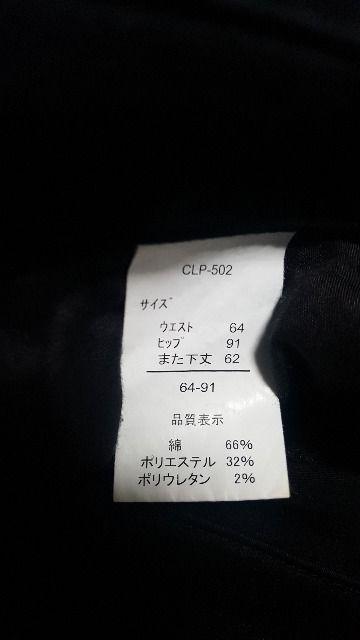 CLP-502
サイズ
ウエスト 64
ヒップ 91
また下丈 62
64-91
品質表示
綿 66%
ポリエステル 32%
ポリウレタン 2%